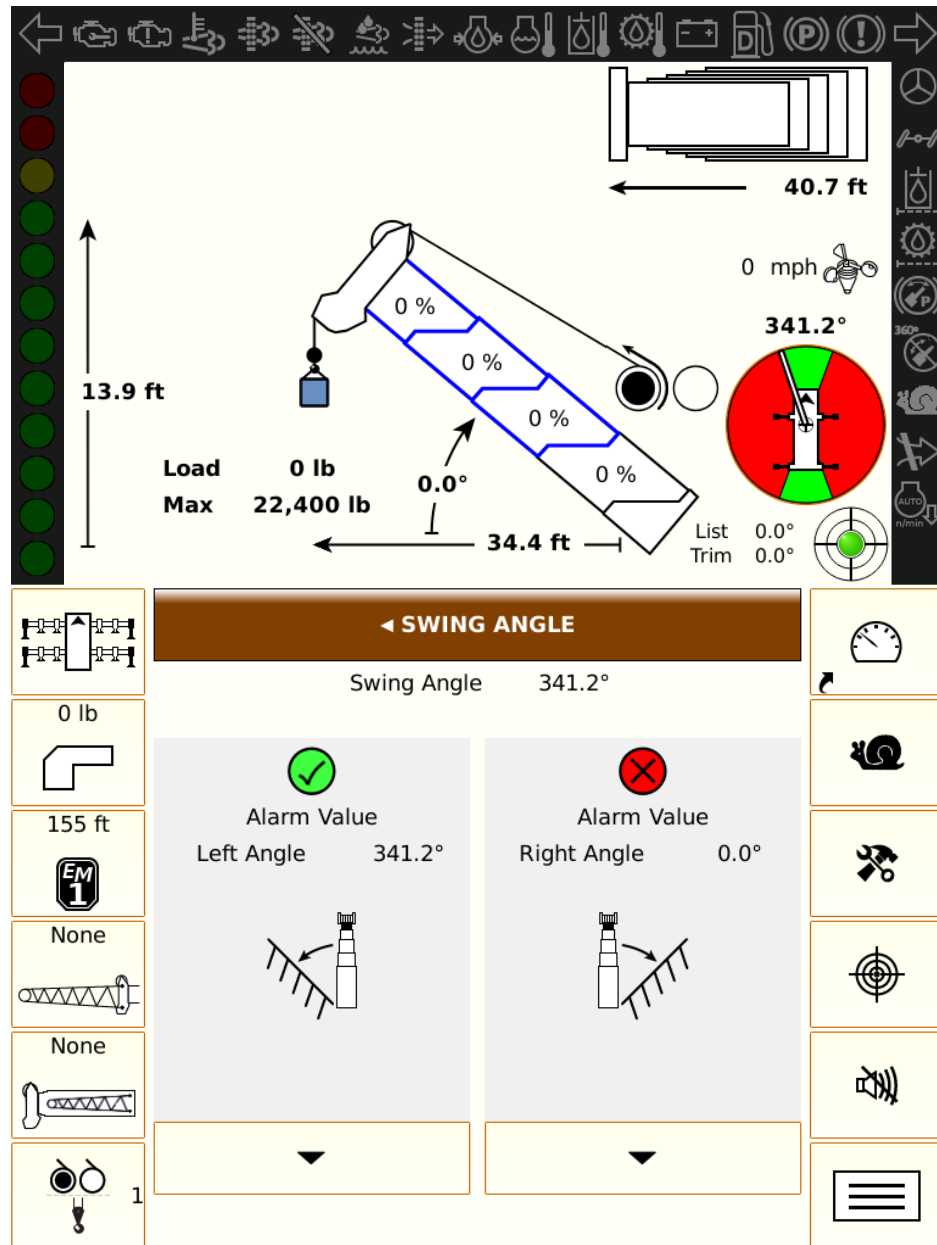 40.7 ft
0 mph
341.2°
360°
0 %
0 %
0 %
0 %
13.9 ft
Load 0 lb
Max 22,400 lb
0.0°
34.4 ft
List 0.0°
Trim 0.0°
AUTO
n/min
D
P
P
◂ SWING ANGLE
Swing Angle 341.2°
0 lb
155 ft
EM
1
None
None
1
Alarm Value
Left Angle 341.2°
Alarm Value
Right Angle 0.0°